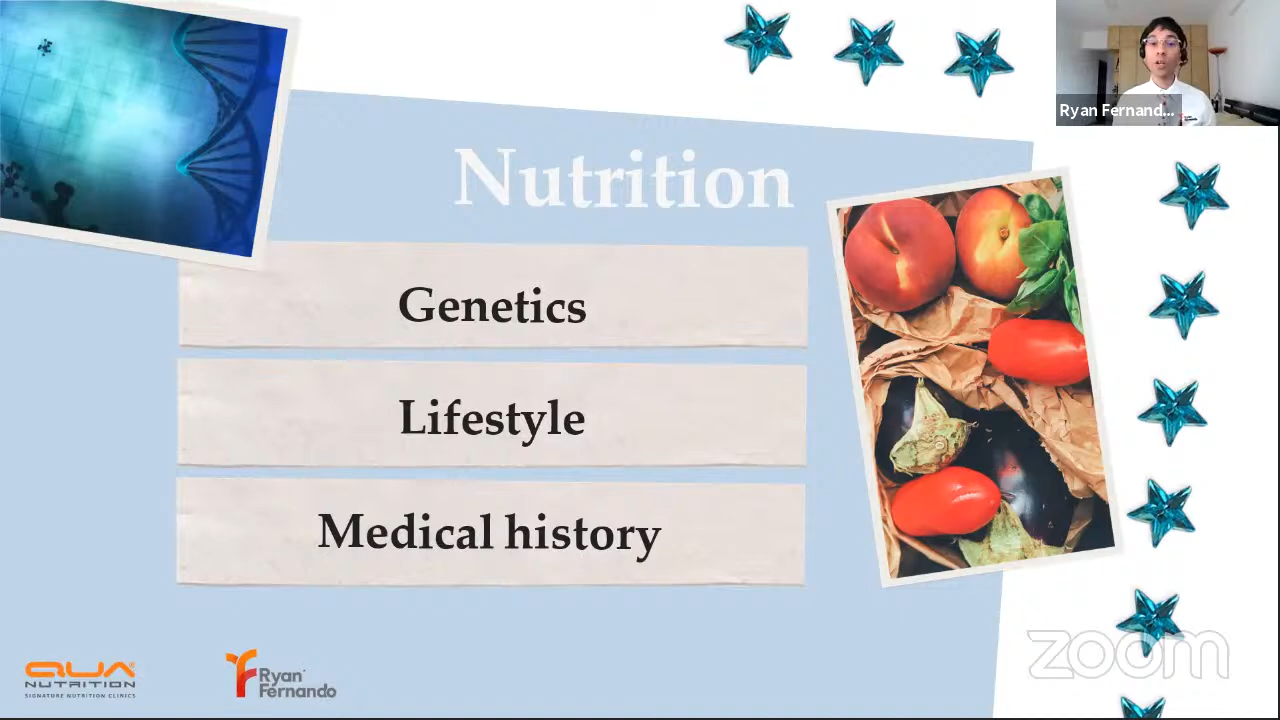 Ryan Fernand...
Nutrition
Genetics
Lifestyle
Medical history
QUA
NUTRITION
SIGNATURE NUTRITION CLINICS
Ryan
Fernando
zoom